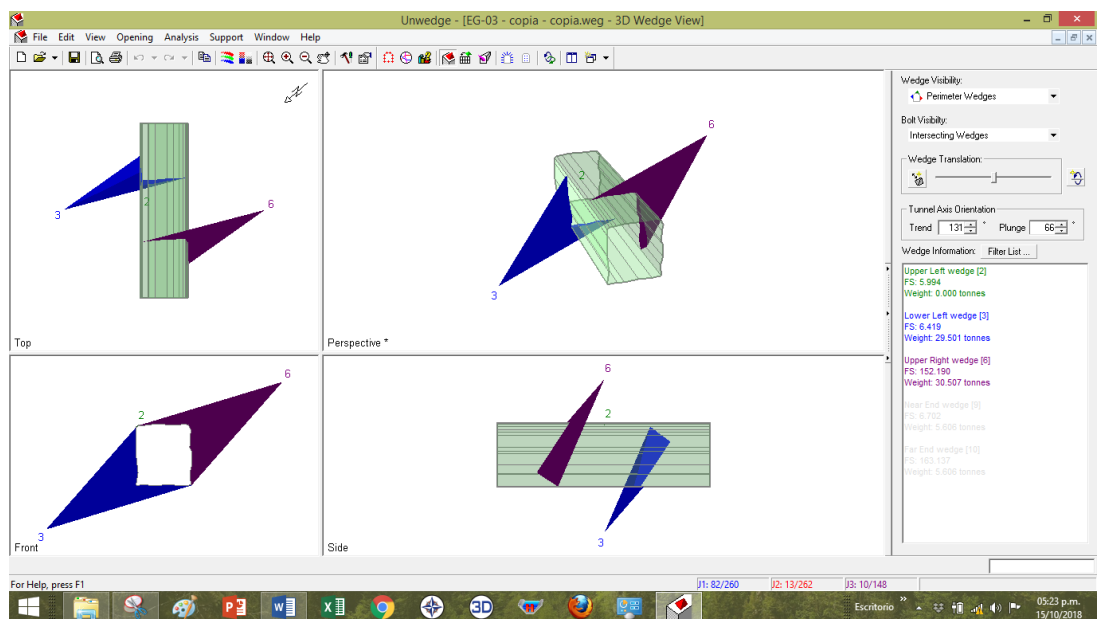 Unwedge - [EG-03 - copia - copia.weg - 3D Wedge View]
File Edit View Opening Analysis Support Window Help
Top
3
2
6
Perspective *
6
2
3
Front
2
6
3
Side
6
2
3
Wedge Visibility:
Perimeter Wedges
Bolt Visibilty:
Intersecting Wedges
Wedge Translation:
Tunnel Axis Orientation
Trend 131 ° Plunge 66 °
Wedge Information: Filter List ...
Upper Left wedge [2]
FS: 5.994
Weight: 0.000 tonnes
Lower Left wedge [3]
FS: 6.419
Weight: 29.501 tonnes
Upper Right wedge [6]
FS: 152.190
Weight: 30.507 tonnes
Near End wedge [9]
FS: 6.782
Weight: 5.606 tonnes
Far End wedge [10]
FS: 163.137
Weight: 5.606 tonnes
For Help, press F1
J1: 82/260 J2: 13/262 J3: 10/148
Escritorio
05:23 p.m.
15/10/2018